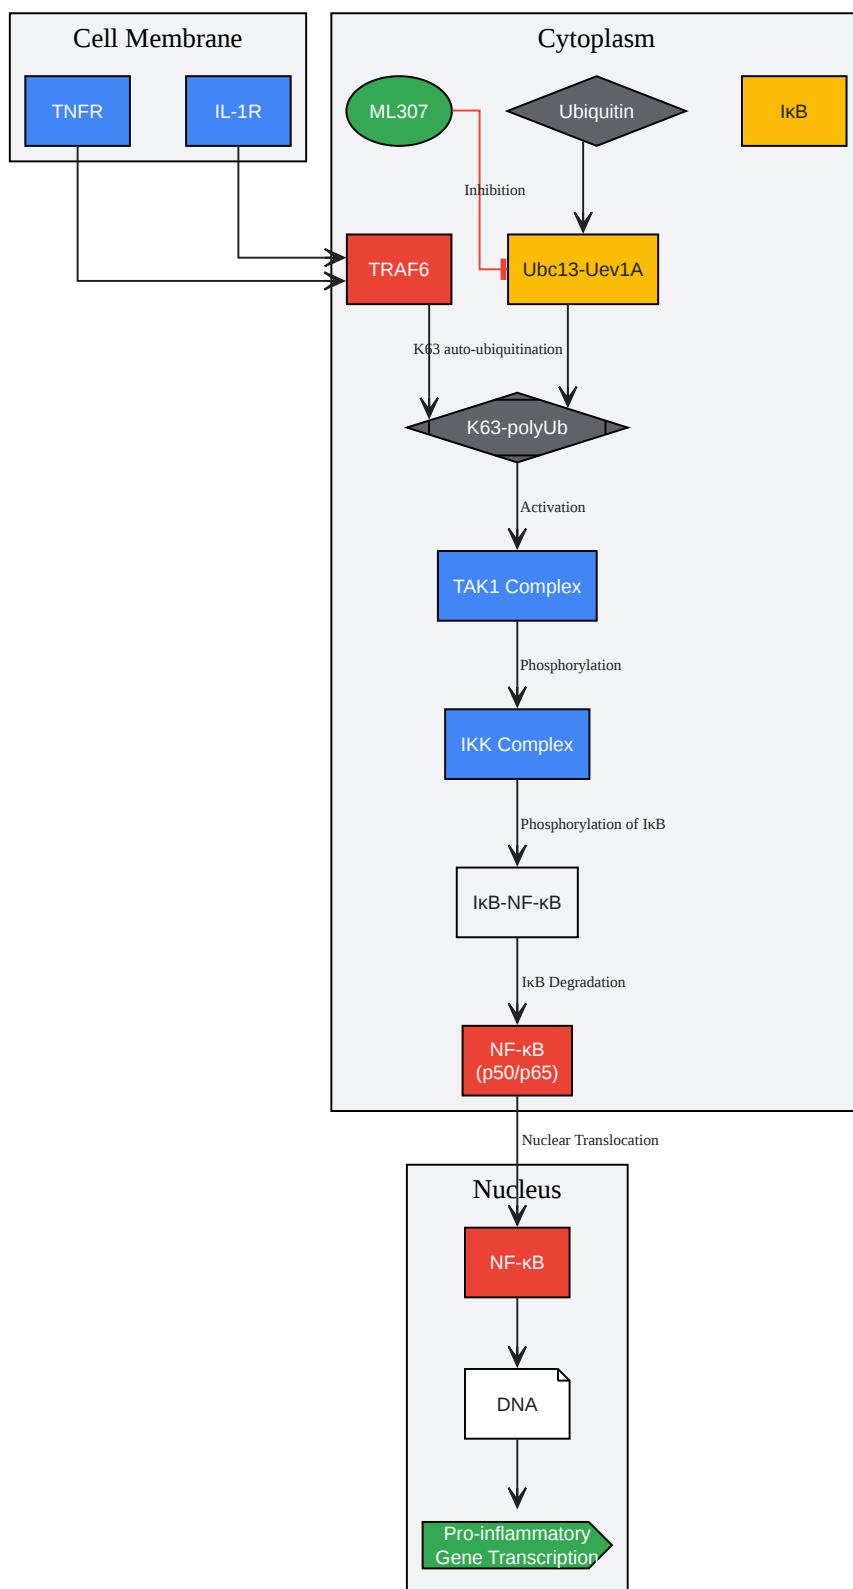 Cell Membrane
Cytoplasm
TNFR
IL-1R
ML307
Ubiquitin
IκB
Inhibition
TRAF6
Ubc13-Uev1A
K63 auto-ubiquitination
K63-polyUb
Activation
TAK1 Complex
Phosphorylation
IKK Complex
Phosphorylation of IκB
IκB-NF-κB
IκB Degradation
NF-κB
(p50/p65)
Nuclear Translocation
Nucleus
NF-κB
DNA
Pro-inflammatory
Gene Transcription